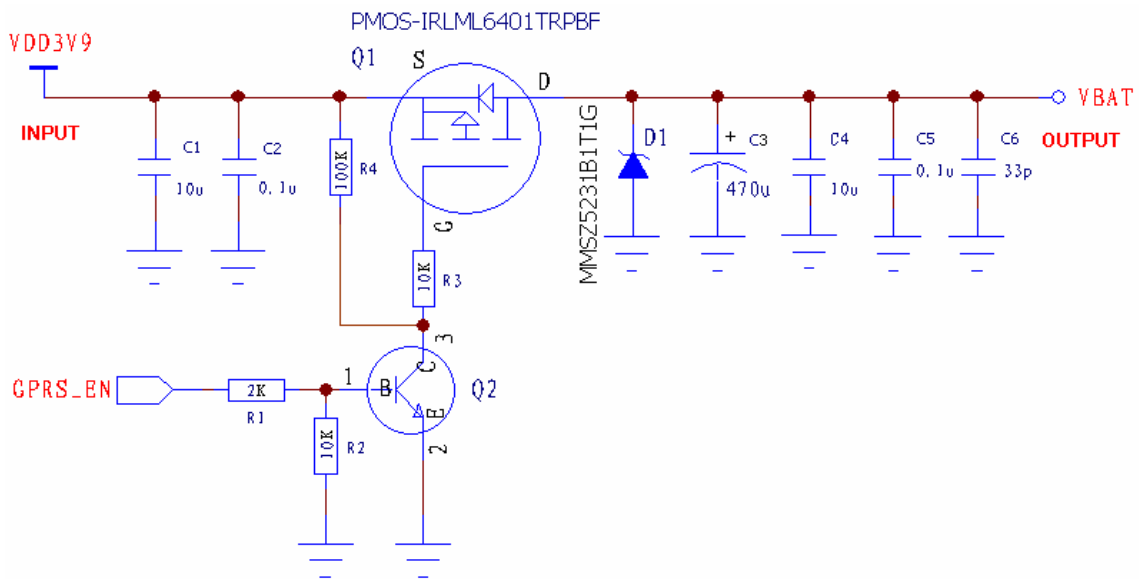 PMOS-IRLML6401TRPBF
VDD3V9
Q1
S
D
VBAT
INPUT
OUTPUT
C1
10u
C2
0.1u
100K
R4
G
MMSZ5231B1T1G
D1
+
C3
470u
C4
10u
C5
0.1u
C6
33p
10K
R3
3
C
GPRS_EN
2K
R1
1
B
Q2
E
2
10K
R2